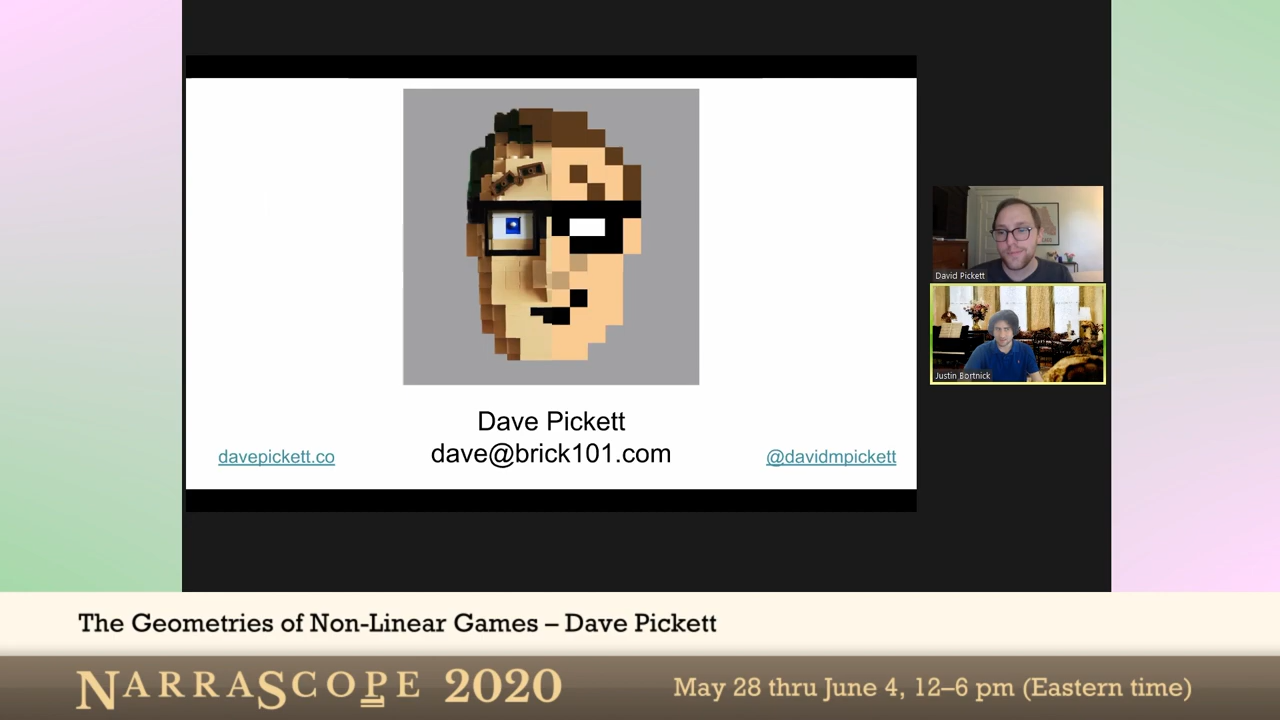 Dave Pickett
dave@brick101.com
davepickett.co
@davidmpickett
David Pickett
Justin Bortnick
The Geometries of Non-Linear Games – Dave Pickett
NARRASCOPE 2020
May 28 thru June 4, 12–6 pm (Eastern time)